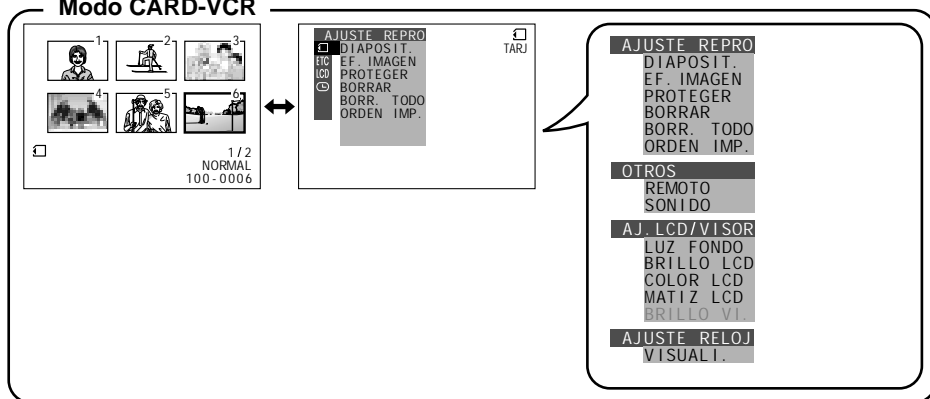 Modo CARD-VCR
1
2
3
4
5
6
1/2
NORMAL
100-0006
AJUSTE REPRO
DIAPOSIT.
ETC EF. IMAGEN
LCD PROTEGER
BORRAR
BORR. TODO
ORDEN IMP.
TARJ
AJUSTE REPRO
DIAPOSIT.
EF. IMAGEN
PROTEGER
BORRAR
BORR. TODO
ORDEN IMP.
OTROS
REMOTO
SONIDO
AJ. LCD/VISOR
LUZ FONDO
BRILLO LCD
COLOR LCD
MATIZ LCD
BRILLO VI.
AJUSTE RELOJ
VISUALI.